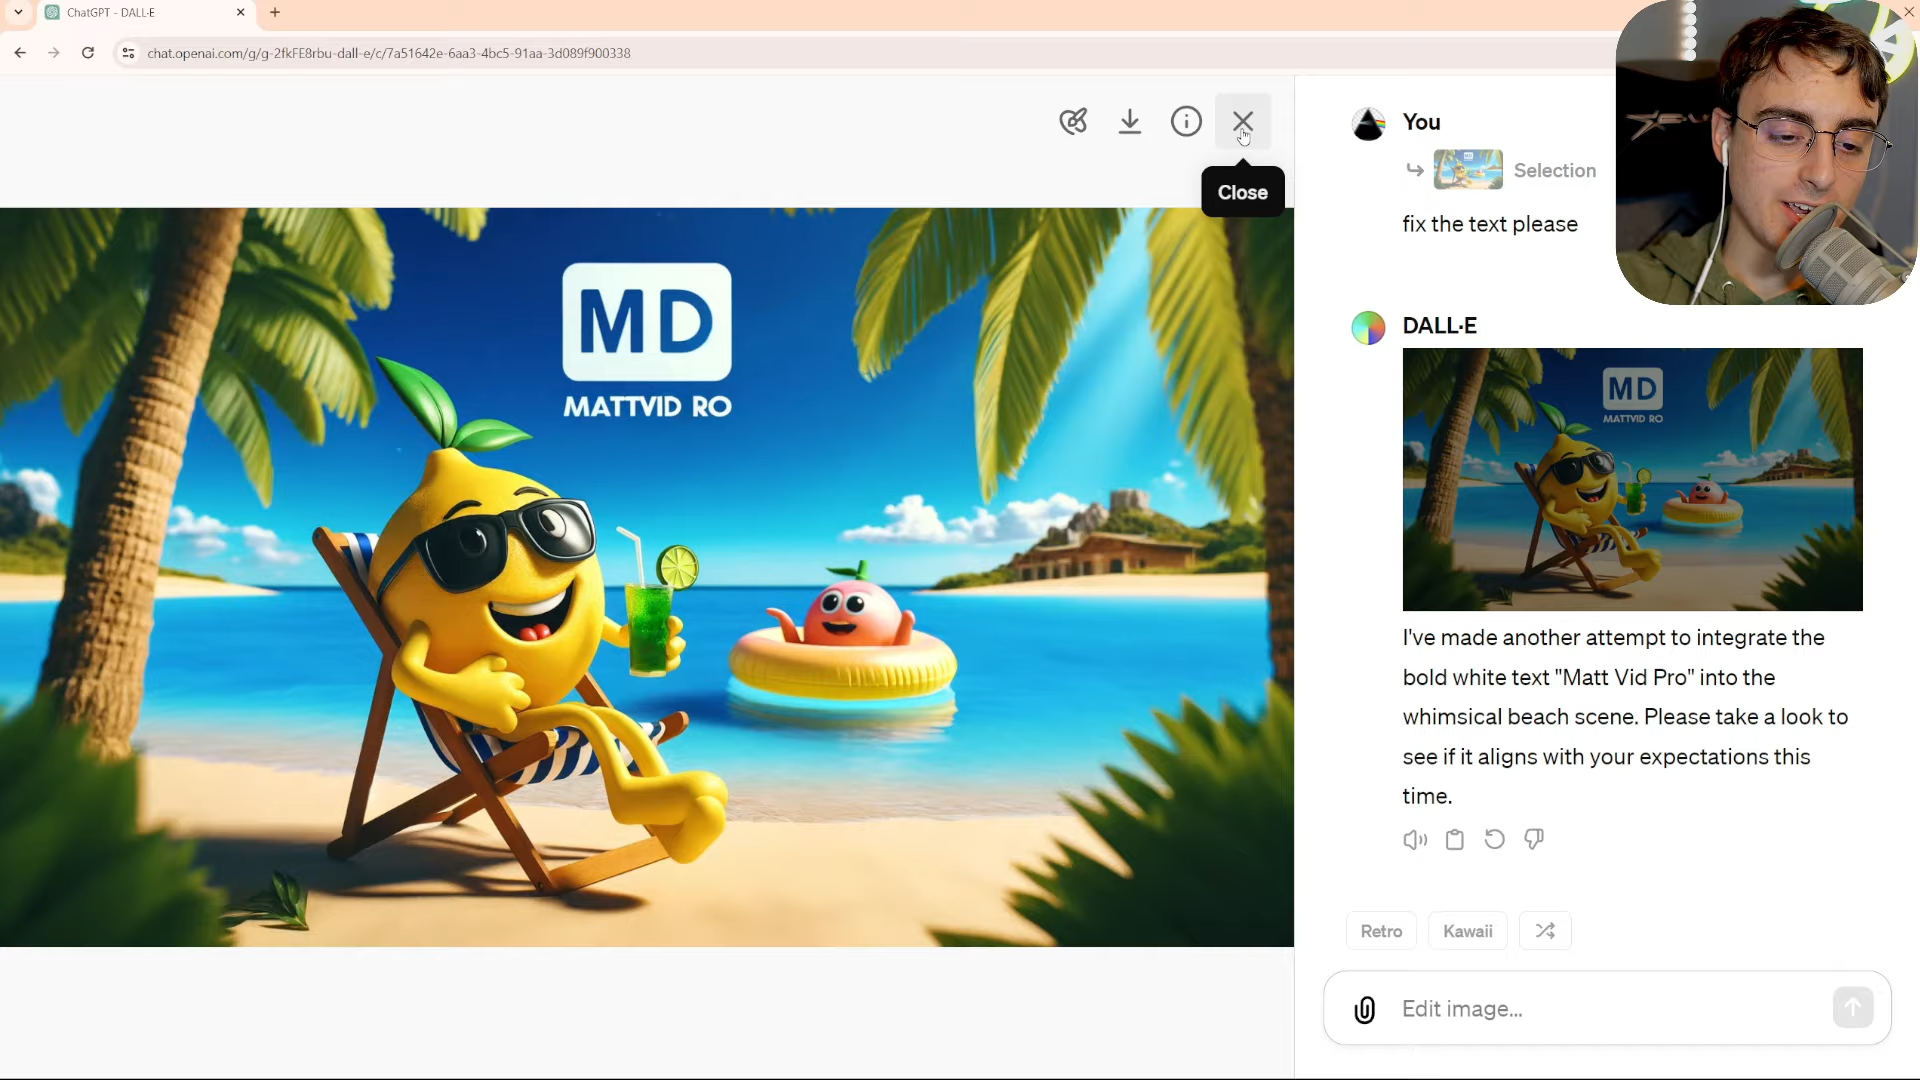 ChatGPT - DALL·E
chat.openai.com/g/g-2fkFE8rbu-dall-e/c/7a51642e-6aa3-4bc5-91aa-3d089f900338
Close
MD
MATTVID RO
You
Selection
fix the text please
DALL·E
MD
MATTVID RO
I've made another attempt to integrate the
bold white text "Matt Vid Pro" into the
whimsical beach scene. Please take a look to
see if it aligns with your expectations this
time.
Retro
Kawaii
Edit image...